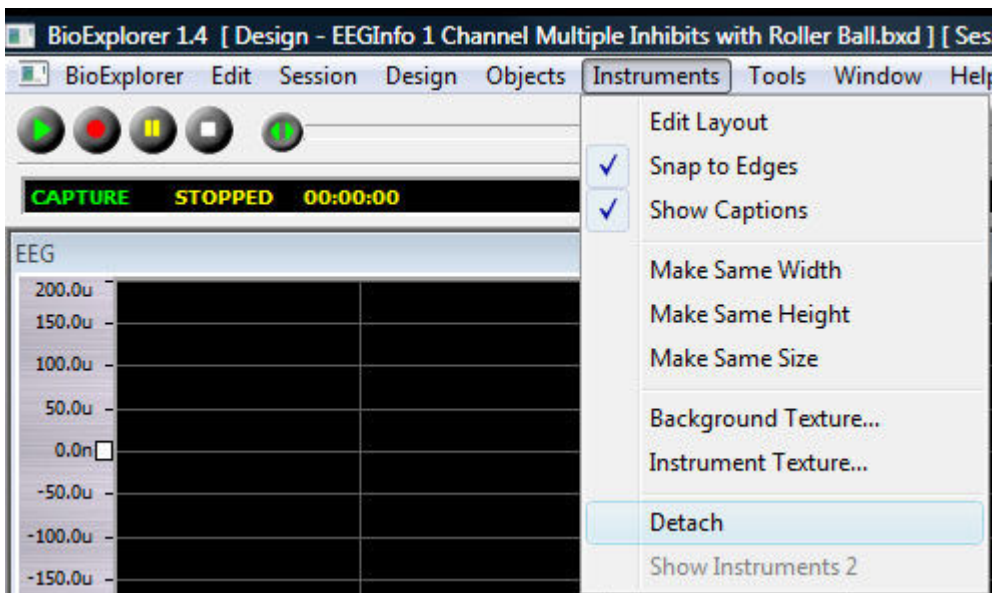 BioExplorer 1.4 [ Design - EEGInfo 1 Channel Multiple Inhibits with Roller Ball.bxd ] [ Ses
BioExplorer Edit Session Design Objects Instruments Tools Window Help
CAPTURE STOPPED 00:00:00
Edit Layout
Snap to Edges
Show Captions
Make Same Width
Make Same Height
Make Same Size
Background Texture...
Instrument Texture...
Detach
Show Instruments 2
EEG
200.0u
150.0u
100.0u
50.0u
0.0n
-50.0u
-100.0u
-150.0u